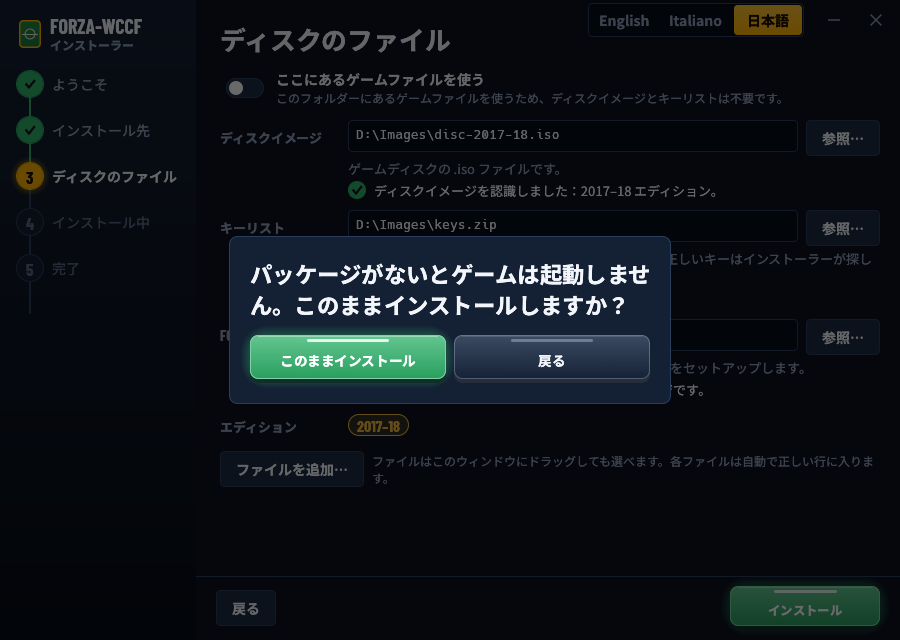 FORZA-WCCF
インストーラー
ようこそ
インストール先
3 ディスクのファイル
4 インストール中
5 完了
English Italiano 日本語
ディスクのファイル
ここにあるゲームファイルを使う
このフォルダーにあるゲームファイルを使うため、ディスクイメージとキーリストは不要です。
ディスクイメージ D:\Images\disc-2017-18.iso 参照…
ゲームディスクの .iso ファイルです。
ディスクイメージを認識しました：2017-18 エディション。
キーリスト D:\Images\keys.zip 参照…
正しいキーはインストーラーが探し
パッケージがないとゲームは起動しませ
ん。このままインストールしますか？
このままインストール 戻る
参照…
をセットアップします。
です。
エディション 2017-18
ファイルを追加…
ファイルはこのウィンドウにドラッグしても選べます。各ファイルは自動で正しい行に入りま
す。
戻る インストール